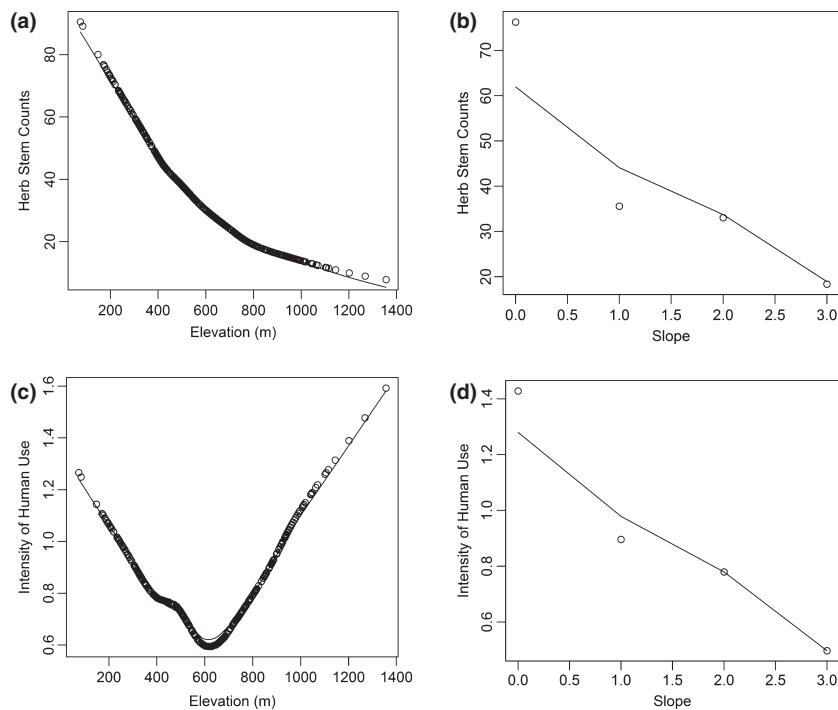 (a)
Herb Stem Counts
80
60
40
20
200 400 600 800 1000 1200 1400
Elevation (m)
(b)
Herb Stem Counts
70
60
50
40
30
20
0.0 0.5 1.0 1.5 2.0 2.5 3.0
Slope
(c)
Intensity of Human Use
1.6
1.4
1.2
1.0
0.8
0.6
200 400 600 800 1000 1200 1400
Elevation (m)
(d)
Intensity of Human Use
1.4
1.2
1.0
0.8
0.6
0.0 0.5 1.0 1.5 2.0 2.5 3.0
Slope